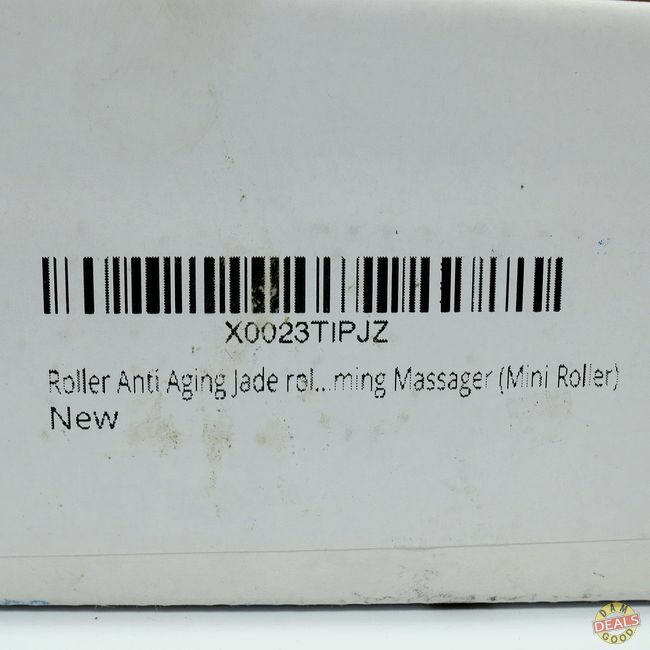 X0023TIPJZ
Roller Anti Aging Jade rol...ming Massager (Mini Roller)
New
DAM
DEALS
GOOD